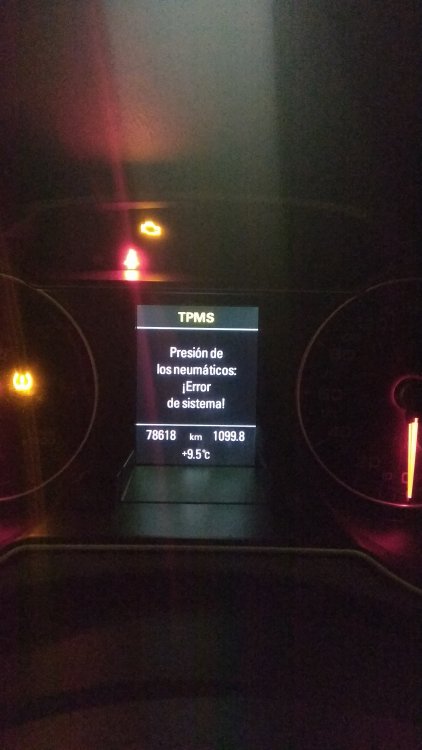 TPMS
Presión de
los neumáticos:
¡Error
de sistema!
78618 km 1099.8
+9.5°c